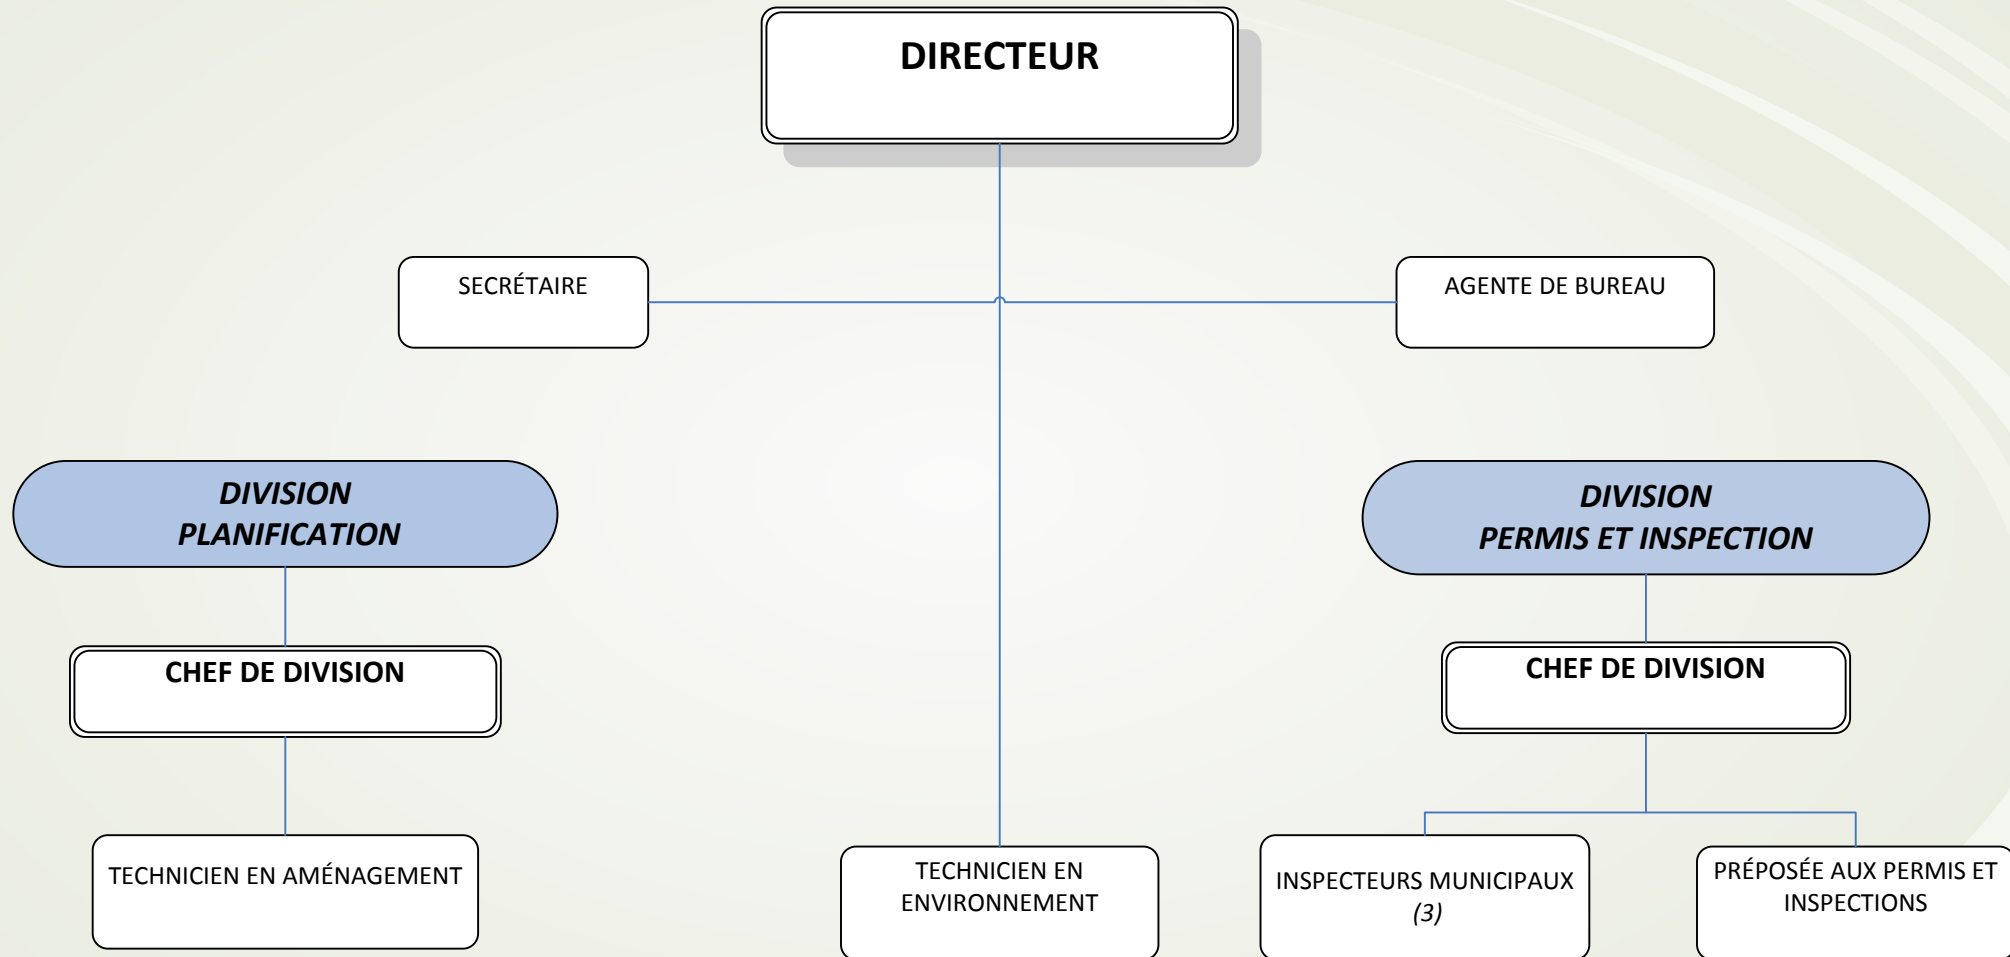 DIRECTEUR
SECRÉTAIRE
AGENTE DE BUREAU
DIVISION
PLANIFICATION
DIVISION
PERMIS ET INSPECTION
CHEF DE DIVISION
CHEF DE DIVISION
TECHNICIEN EN AMÉNAGEMENT
TECHNICIEN EN
ENVIRONNEMENT
INSPECTEURS MUNICIPAUX
(3)
PRÉPOSÉE AUX PERMIS ET
INSPECTIONS